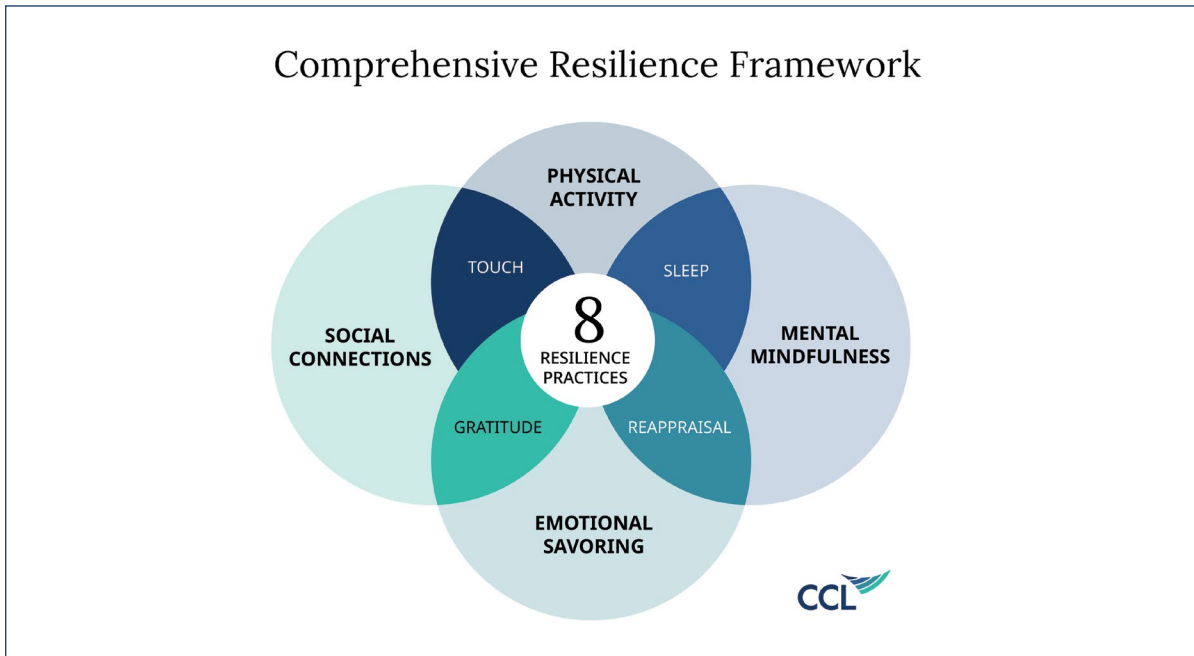 Comprehensive Resilience Framework
PHYSICAL
ACTIVITY
TOUCH
SLEEP
SOCIAL
CONNECTIONS
8
RESILIENCE
PRACTICES
MENTAL
MINDFULNESS
GRATITUDE
REAPPRAISAL
EMOTIONAL
SAVORING
CCL